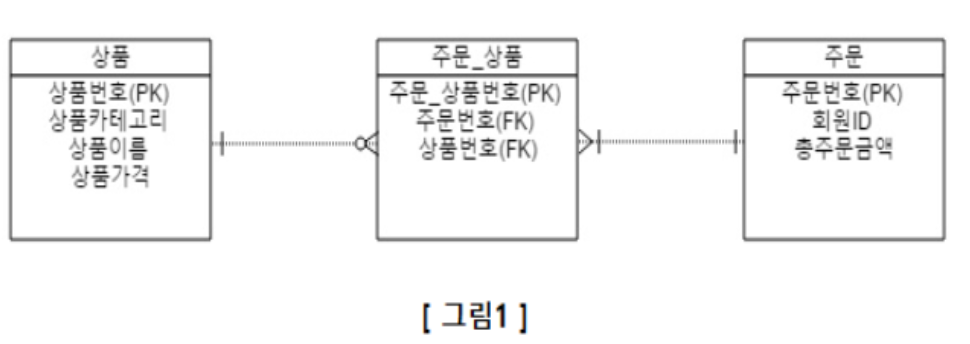 상품
상품번호(PK)
상품카테고리
상품이름
상품가격
주문_상품
주문_상품번호(PK)
주문번호(FK)
상품번호(FK)
주문
주문번호(PK)
회원ID
총주문금액
[ 그림1 ]